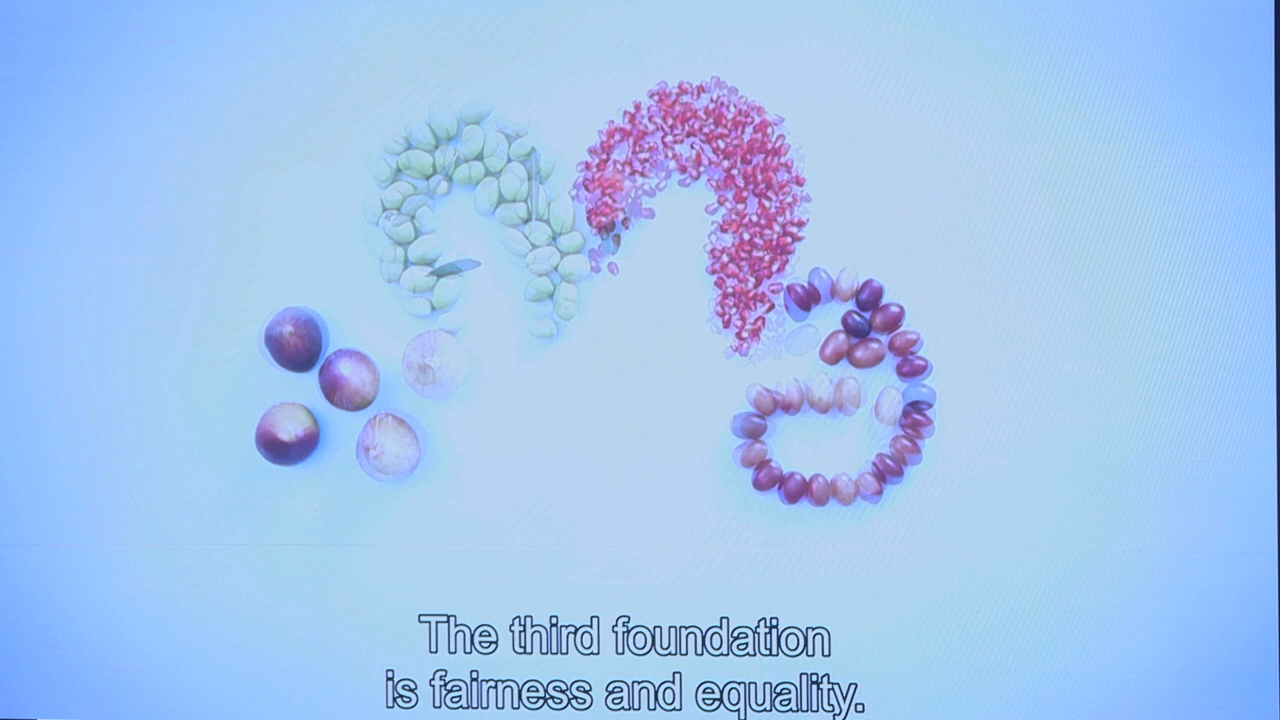 The third foundation
is fairness and equality.